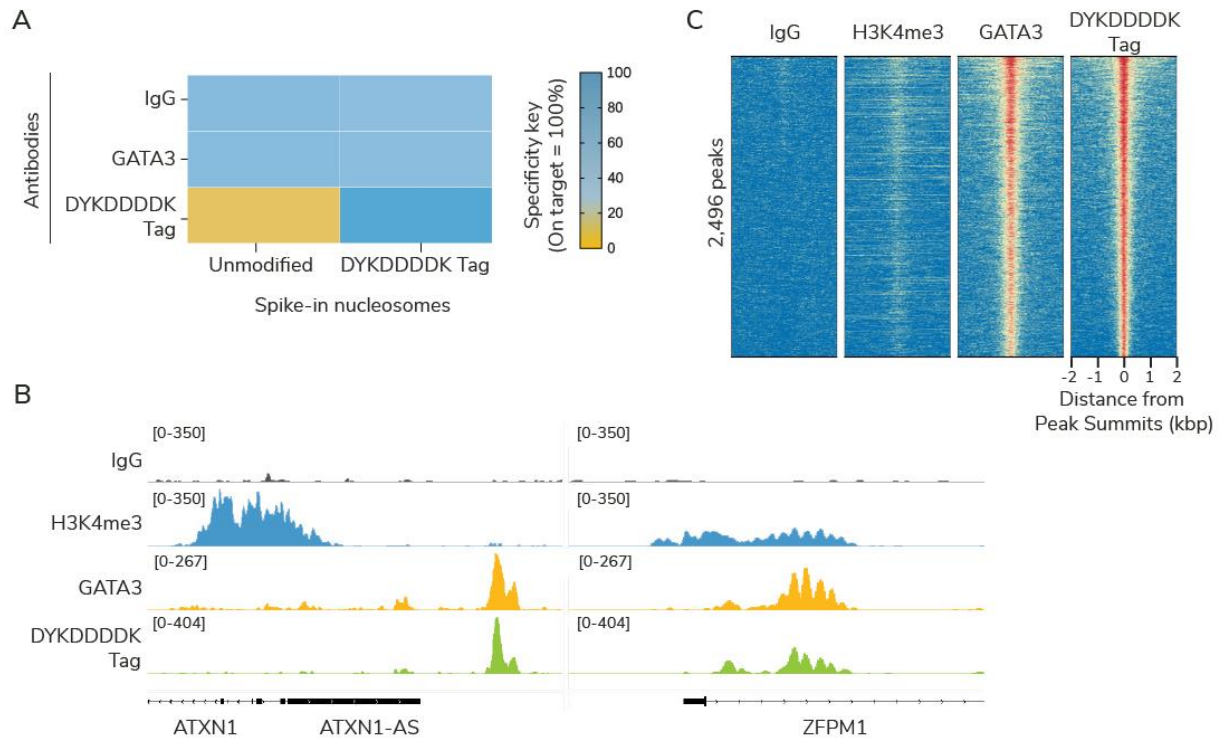 A
Antibodies
IgG
GATA3
DYKDDDDK
Tag
Unmodified
DYKDDDDK Tag
Spike-in nucleosomes
Specificity key
(On target = 100%)
100
80
60
40
20
0
C
IgG
H3K4me3
GATA3
DYKDDDDK
Tag
2,496 peaks
-2 -1 0 1 2
Distance from
Peak Summits (kbp)
B
IgG
[0-350]
[0-350]
H3K4me3
[0-350]
[0-350]
GATA3
[0-267]
[0-267]
DYKDDDDK
Tag
[0-404]
[0-404]
ATXN1
ATXN1-AS
ZFPM1